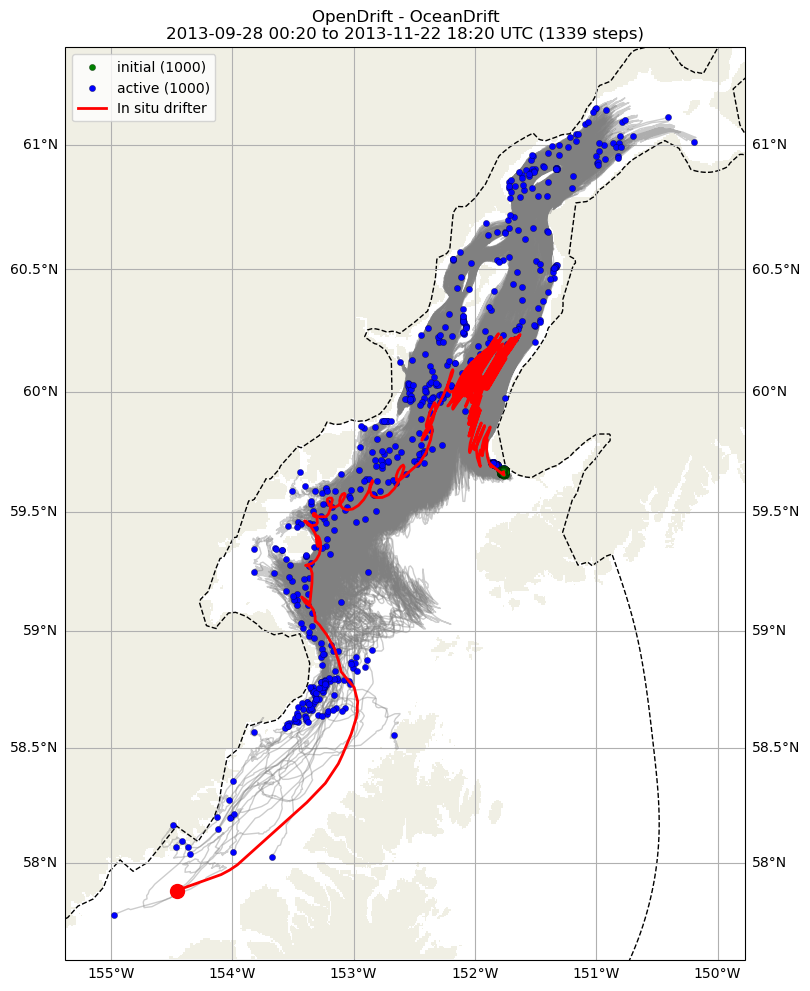 OpenDrift - OceanDrift
2013-09-28 00:20 to 2013-11-22 18:20 UTC (1339 steps)
initial (1000)
active (1000)
In situ drifter
61°N 61°N
60.5°N 60.5°N
60°N 60°N
59.5°N 59.5°N
59°N 59°N
58.5°N 58.5°N
58°N 58°N
155°W 154°W 153°W 152°W 151°W 150°W